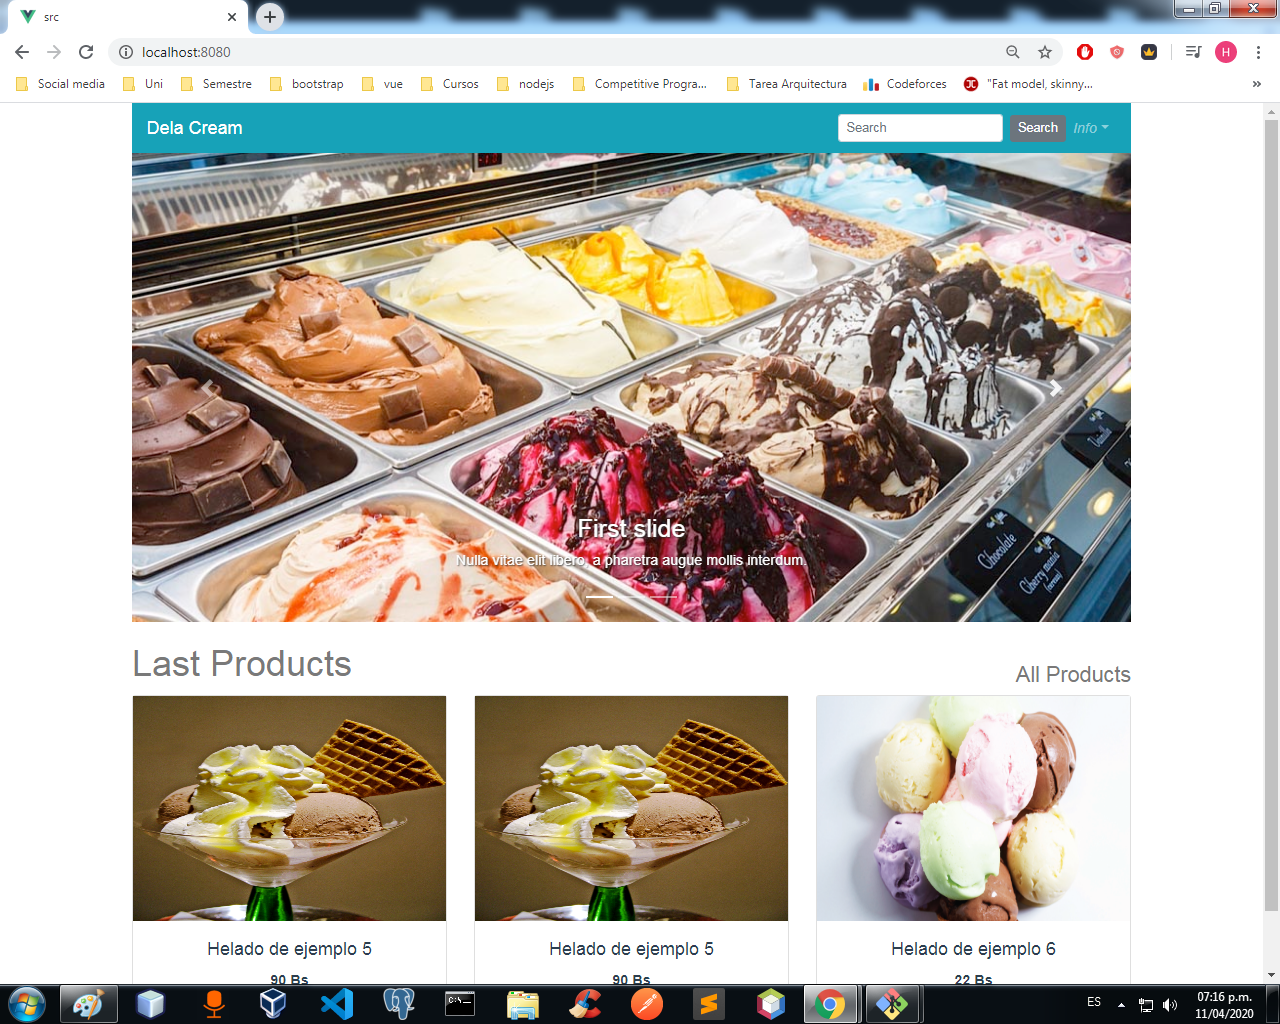 src
localhost:8080
H
Social media
Uni
Semestre
bootstrap
vue
Cursos
nodejs
Competitive Progra...
Tarea Arquitectura
Codeforces
"Fat model, skinny...
»
Dela Cream
Search
Search
Info
Vainilla
Chocolate
Cherry mania
First slide
Nulla vitae elit libero, a pharetra augue mollis interdum.
Last Products
All Products
Helado de ejemplo 5
90 Bs
Helado de ejemplo 5
90 Bs
Helado de ejemplo 6
22 Bs
ES
07:16 p.m.
11/04/2020